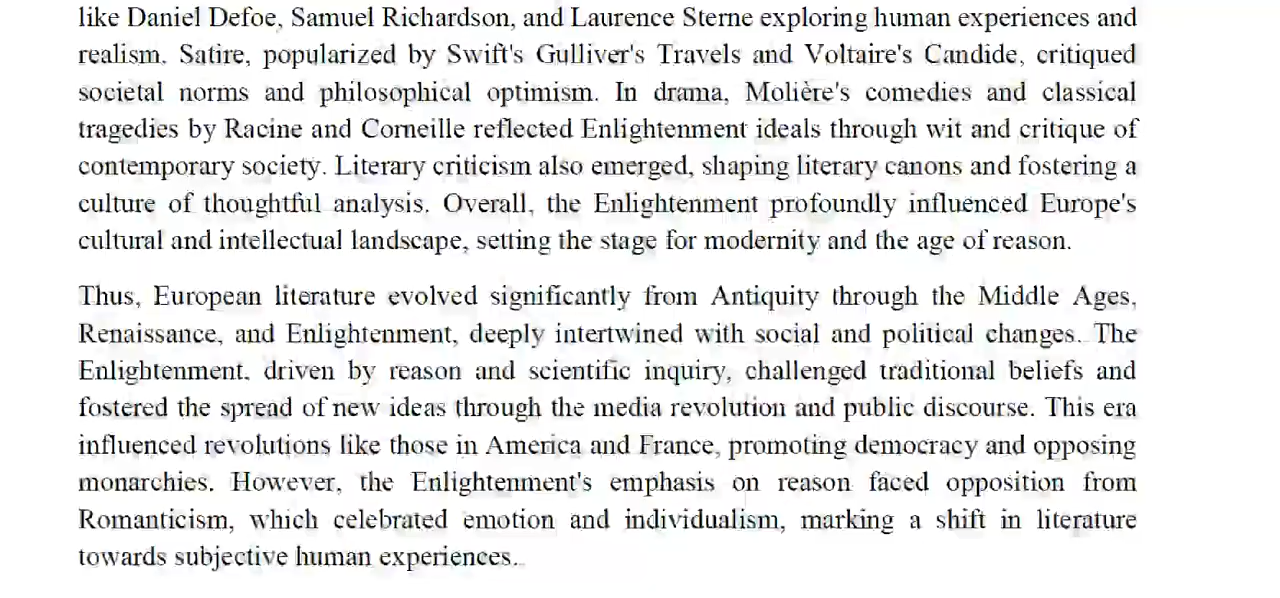 like Daniel Defoe, Samuel Richardson, and Laurence Sterne exploring human experiences and
realism. Satire, popularized by Swift's Gulliver's Travels and Voltaire's Candide, critiqued
societal norms and philosophical optimism. In drama, Molière's comedies and classical
tragedies by Racine and Corneille reflected Enlightenment ideals through wit and critique of
contemporary society. Literary criticism also emerged, shaping literary canons and fostering a
culture of thoughtful analysis. Overall, the Enlightenment profoundly influenced Europe's
cultural and intellectual landscape, setting the stage for modernity and the age of reason.
Thus, European literature evolved significantly from Antiquity through the Middle Ages,
Renaissance, and Enlightenment, deeply intertwined with social and political changes. The
Enlightenment, driven by reason and scientific inquiry, challenged traditional beliefs and
fostered the spread of new ideas through the media revolution and public discourse. This era
influenced revolutions like those in America and France, promoting democracy and opposing
monarchies. However, the Enlightenment's emphasis on reason faced opposition from
Romanticism, which celebrated emotion and individualism, marking a shift in literature
towards subjective human experiences.